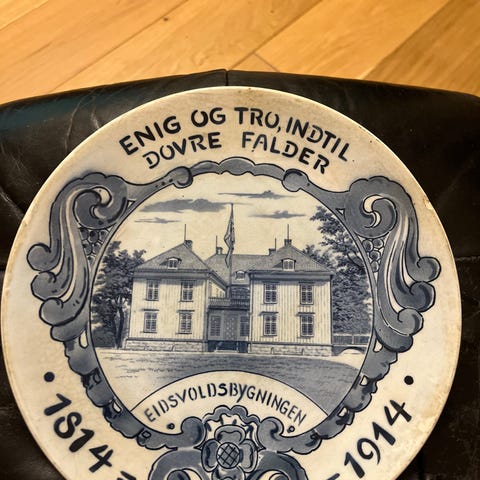 ENIG OG TRO, INDTIL
DOVRE FALDER
EIDSVOLDSBYGNINGEN
1814-
-1914